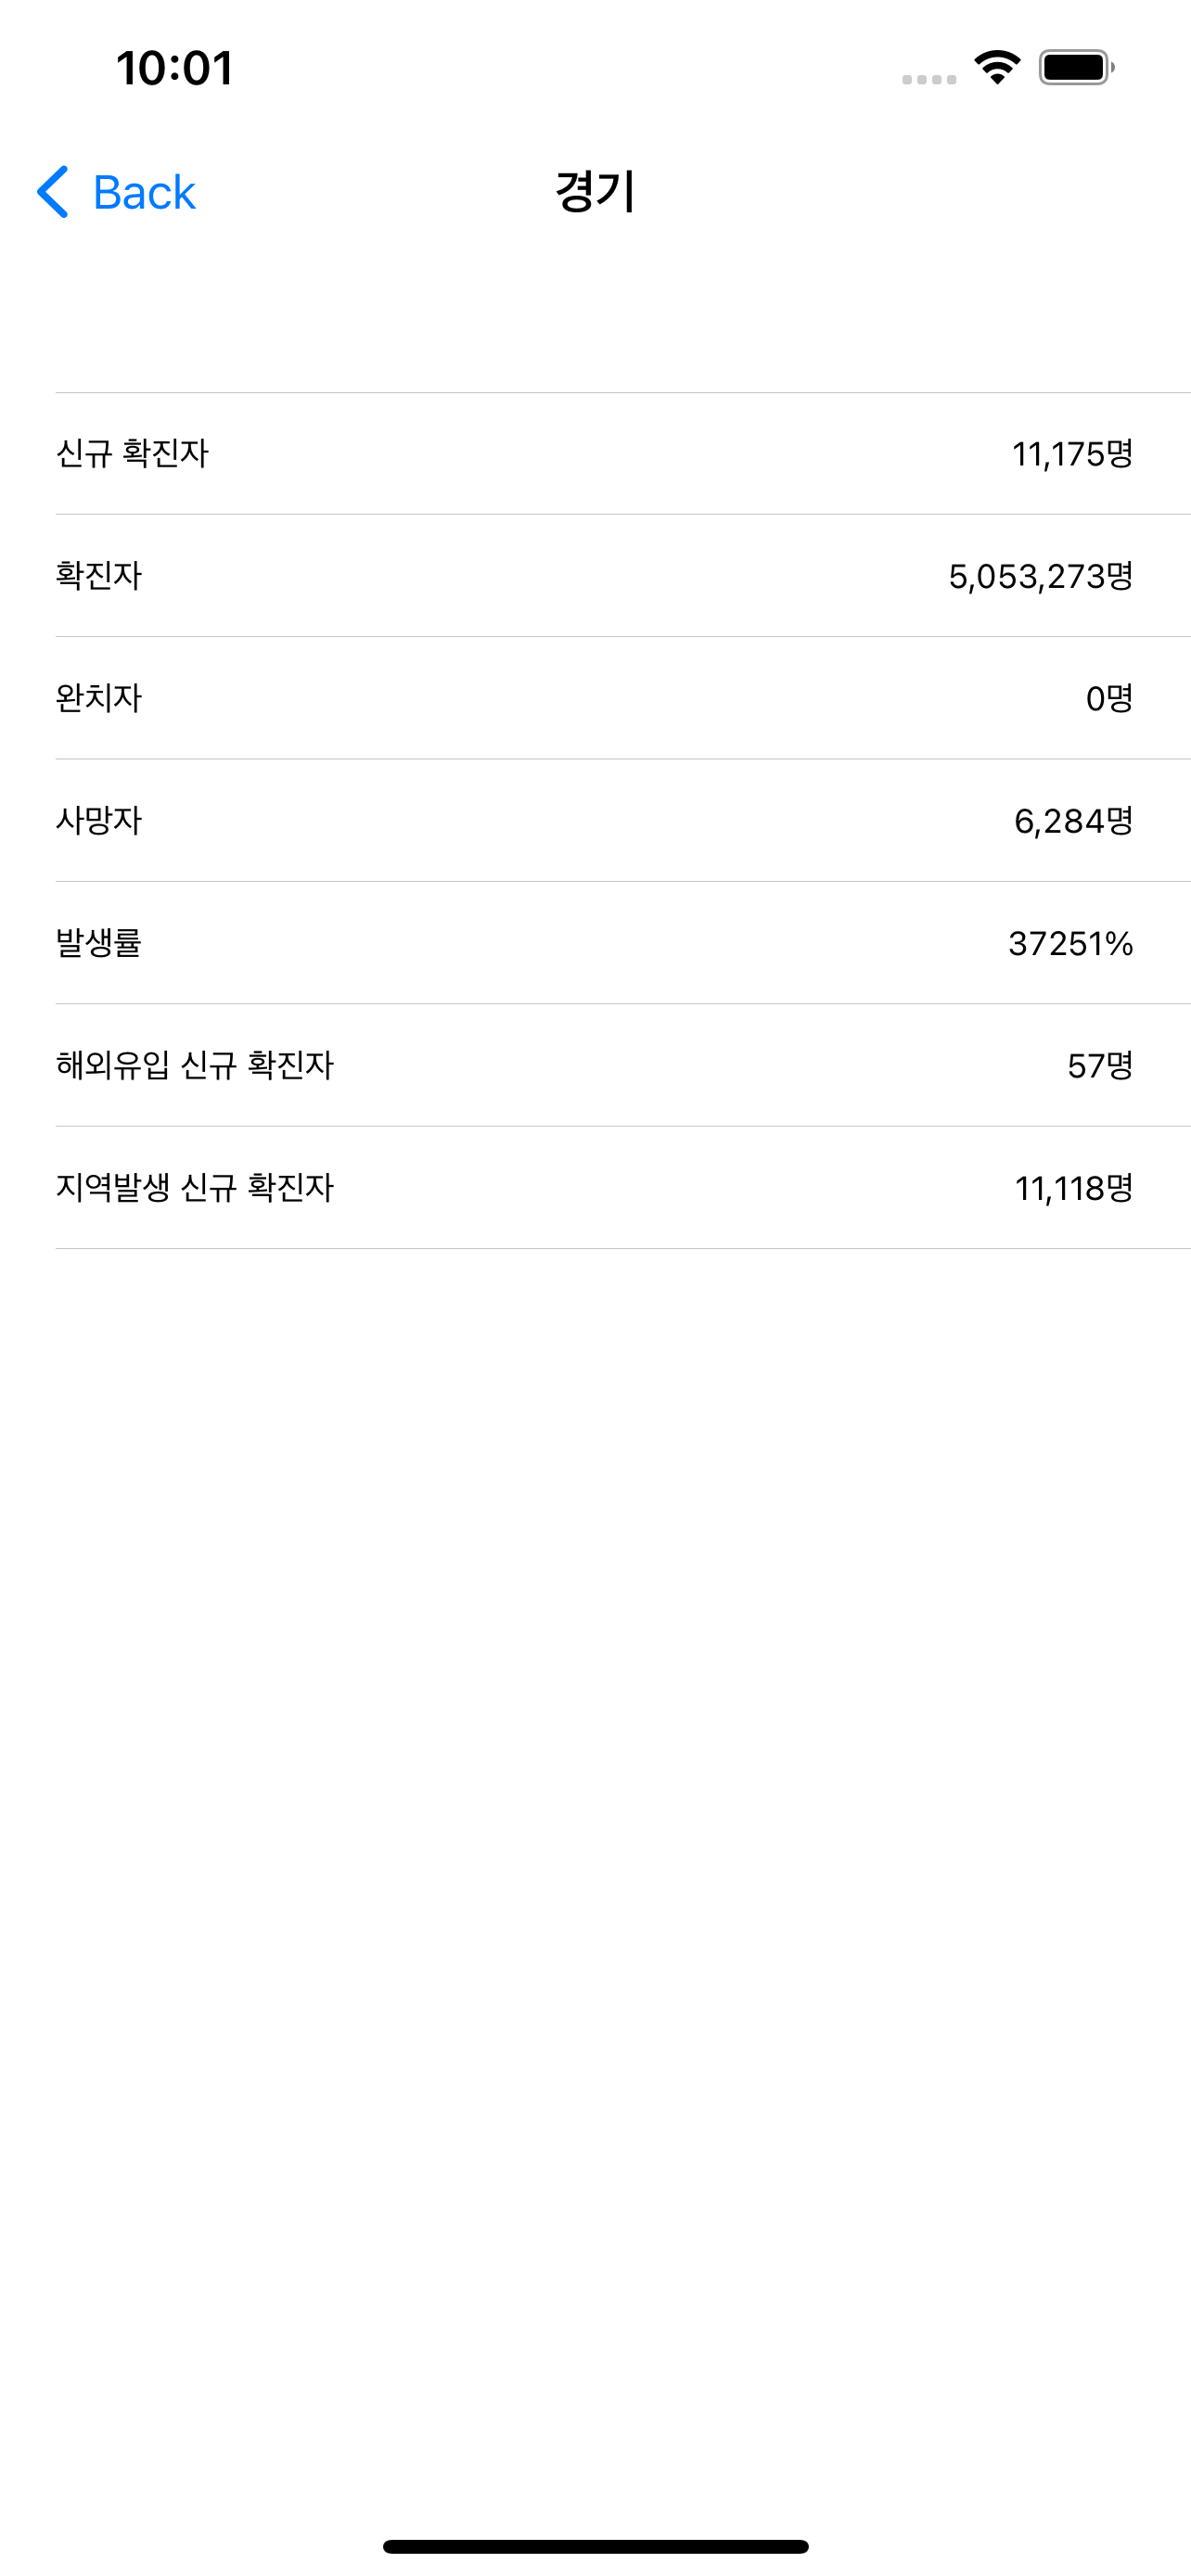 10:01
Back
경기
신규 확진자 11,175명
확진자 5,053,273명
완치자 0명
사망자 6,284명
발생률 37251%
해외유입 신규 확진자 57명
지역발생 신규 확진자 11,118명